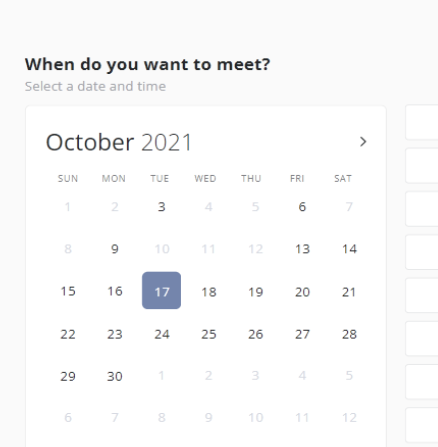 When do you want to meet?
Select a date and time
October 2021
SUN MON TUE WED THU FRI SAT
1 2 3 4 5 6 7
8 9 10 11 12 13 14
15 16 17 18 19 20 21
22 23 24 25 26 27 28
29 30 1 2 3 4 5
6 7 8 9 10 11 12